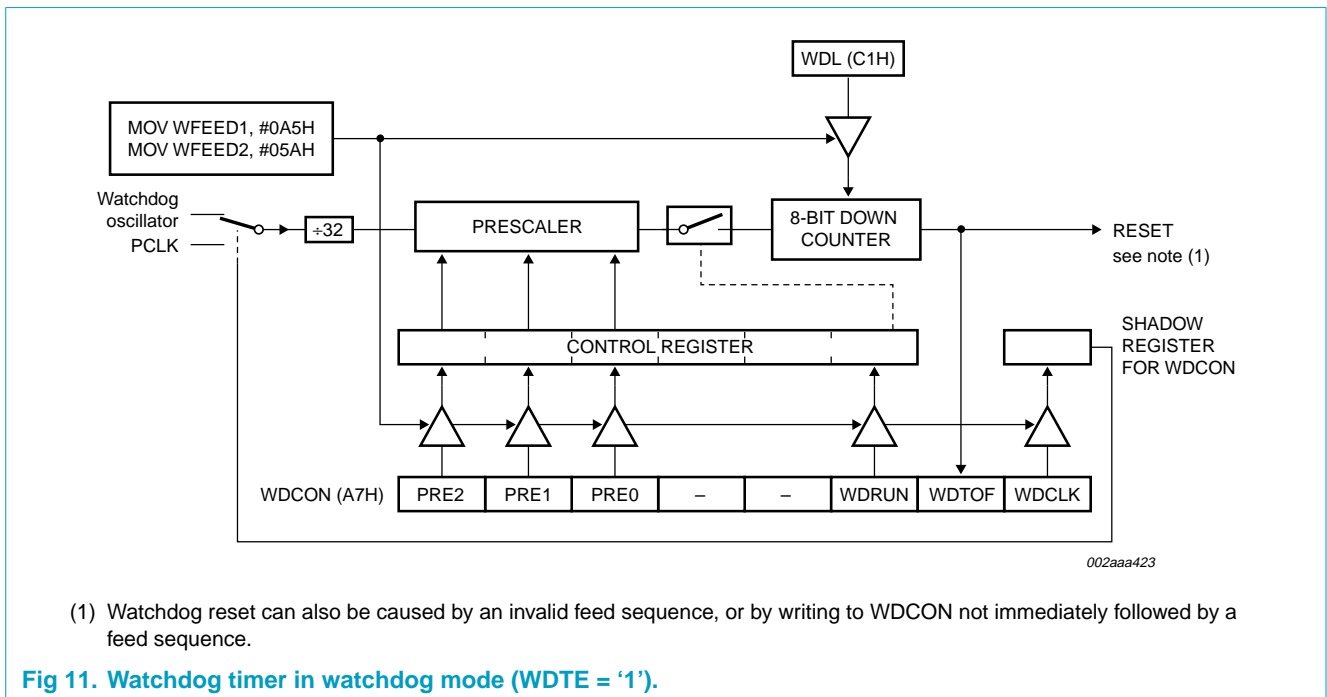 WDL (C1H)
MOV WFEED1, #0A5H
MOV WFEED2, #05AH
Watchdog
oscillator
PCLK
÷32
PRESCALER
8-BIT DOWN
COUNTER
RESET
see note (1)
SHADOW
REGISTER
FOR WDCON
CONTROL REGISTER
WDCON (A7H)
PRE2
PRE1
PRE0
–
–
WDRUN
WDTOF
WDCLK
002aaa423
(1) Watchdog reset can also be caused by an invalid feed sequence, or by writing to WDCON not immediately followed by a
feed sequence.
Fig 11. Watchdog timer in watchdog mode (WDTE = ‘1’).